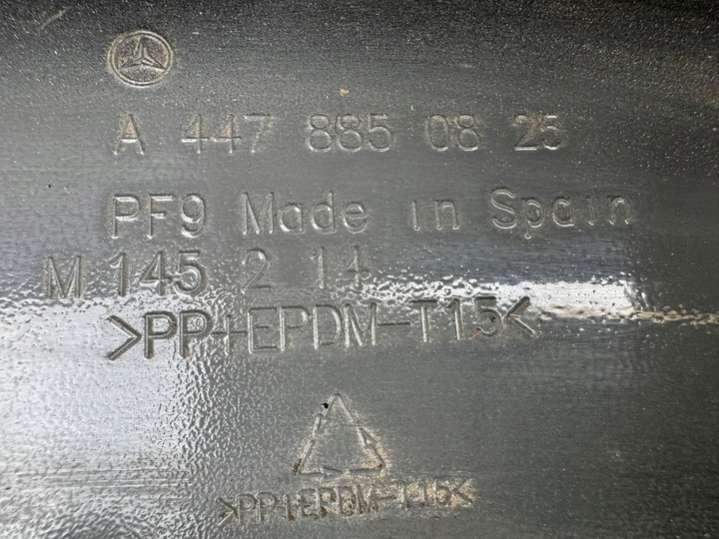 A 447 885 08 25
PF9 Made in Spain
M 145 2 14
>PP+EPDM-T15<
>PP+EPDM-T15<